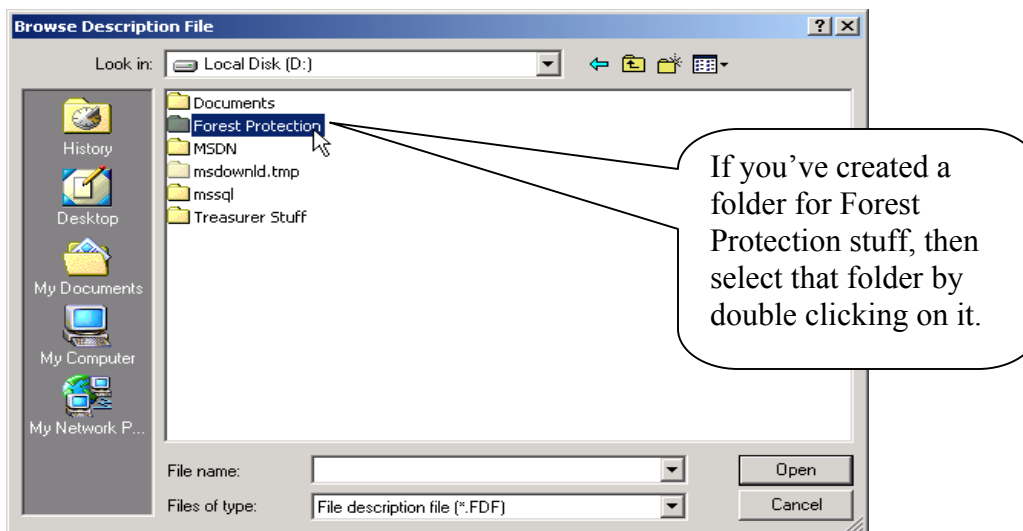 Browse Description File
Look in:
Local Disk (D:)
History
Desktop
My Documents
My Computer
My Network P...
Documents
Forest Protection
MSDN
msdownld.tmp
mssql
Treasurer Stuff
If you’ve created a
folder for Forest
Protection stuff, then
select that folder by
double clicking on it.
File name:
Open
Files of type:
File description file (*.FDF)
Cancel